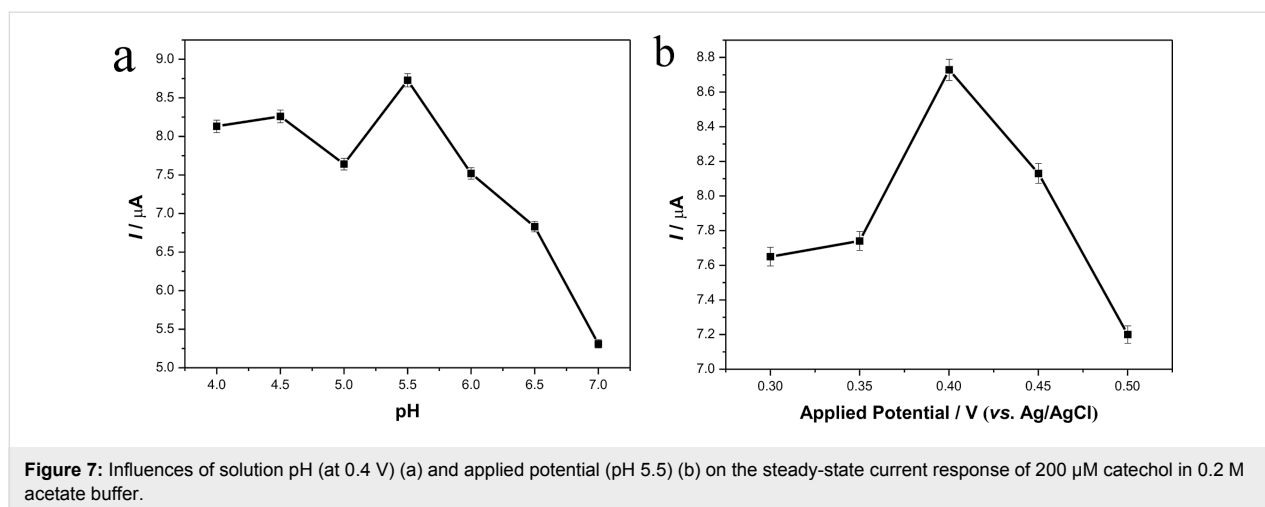 a
9.0
8.5
8.0
7.5
7.0
6.5
6.0
5.5
5.0
I / μA
4.0 4.5 5.0 5.5 6.0 6.5 7.0
pH
b
8.8
8.6
8.4
8.2
8.0
7.8
7.6
7.4
7.2
7.0
I / μA
0.30 0.35 0.40 0.45 0.50
Applied Potential / V (vs. Ag/AgCl)
Figure 7: Influences of solution pH (at 0.4 V) (a) and applied potential (pH 5.5) (b) on the steady-state current response of 200 μM catechol in 0.2 M
acetate buffer.